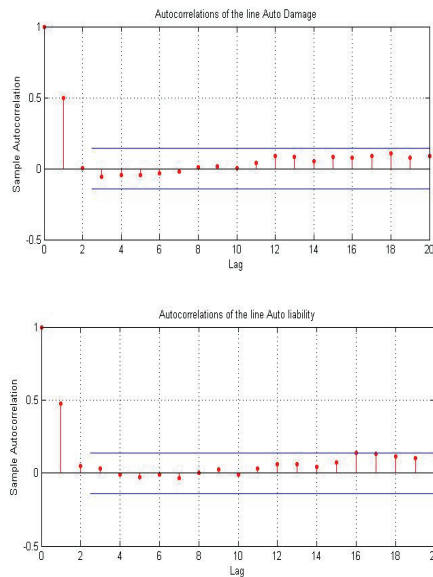 Autocorrelations of the line Auto Damage
1
0.5
0
-0.5
Sample Autocorrelation
0 2 4 6 8 10 12 14 16 18 20
Lag
Autocorrelations of the line Auto liability
1
0.5
0
-0.5
Sample Autocorrelation
0 2 4 6 8 10 12 14 16 18 20
Lag